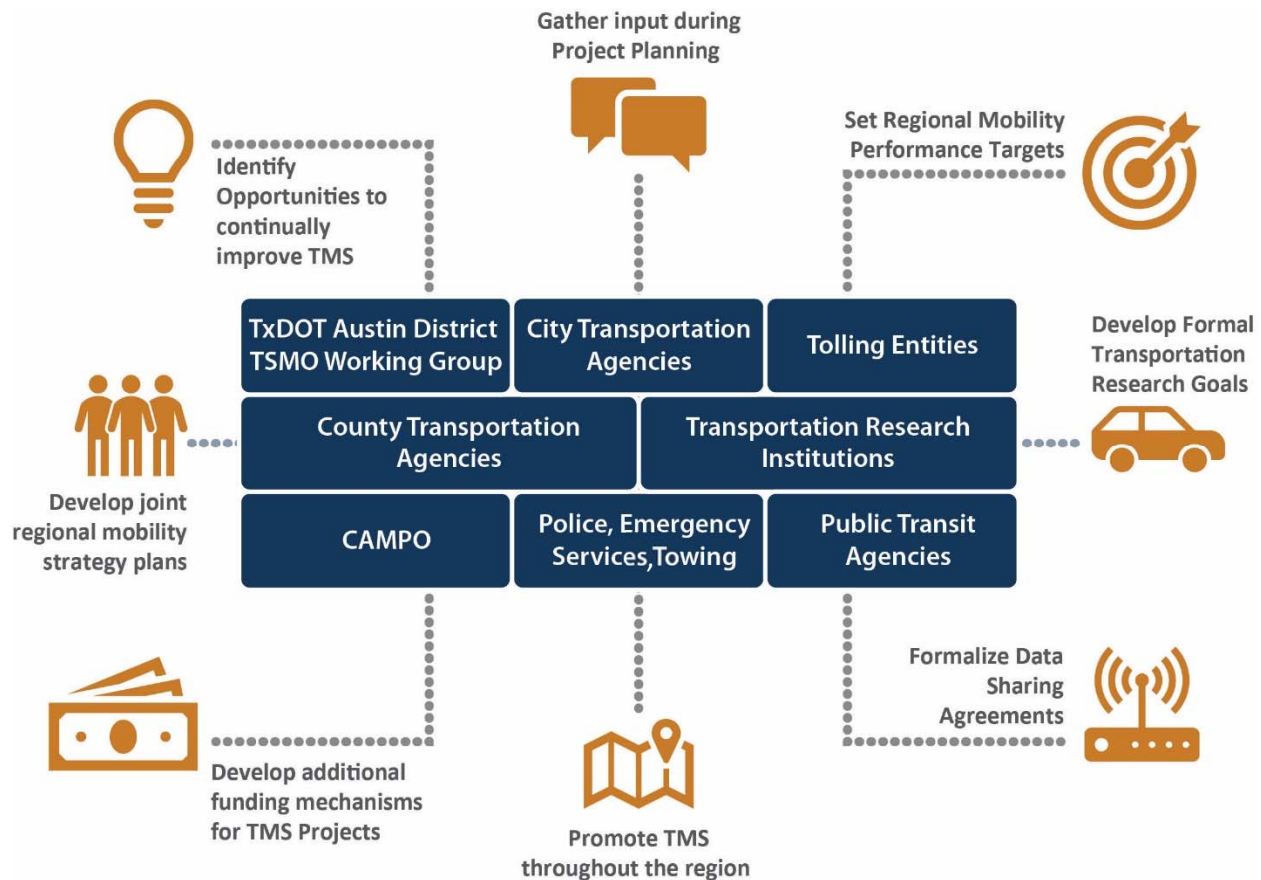 Gather input during
Project Planning
Identify
Opportunities to
continually
improve TMS
Set Regional Mobility
Performance Targets
TxDOT Austin District
TSMO Working Group
City Transportation
Agencies
Tolling Entities
Develop Formal
Transportation
Research Goals
County Transportation
Agencies
Transportation Research
Institutions
Develop joint
regional mobility
strategy plans
CAMPO
Police, Emergency
Services,Towing
Public Transit
Agencies
Formalize Data
Sharing
Agreements
Develop additional
funding mechanisms
for TMS Projects
Promote TMS
throughout the region